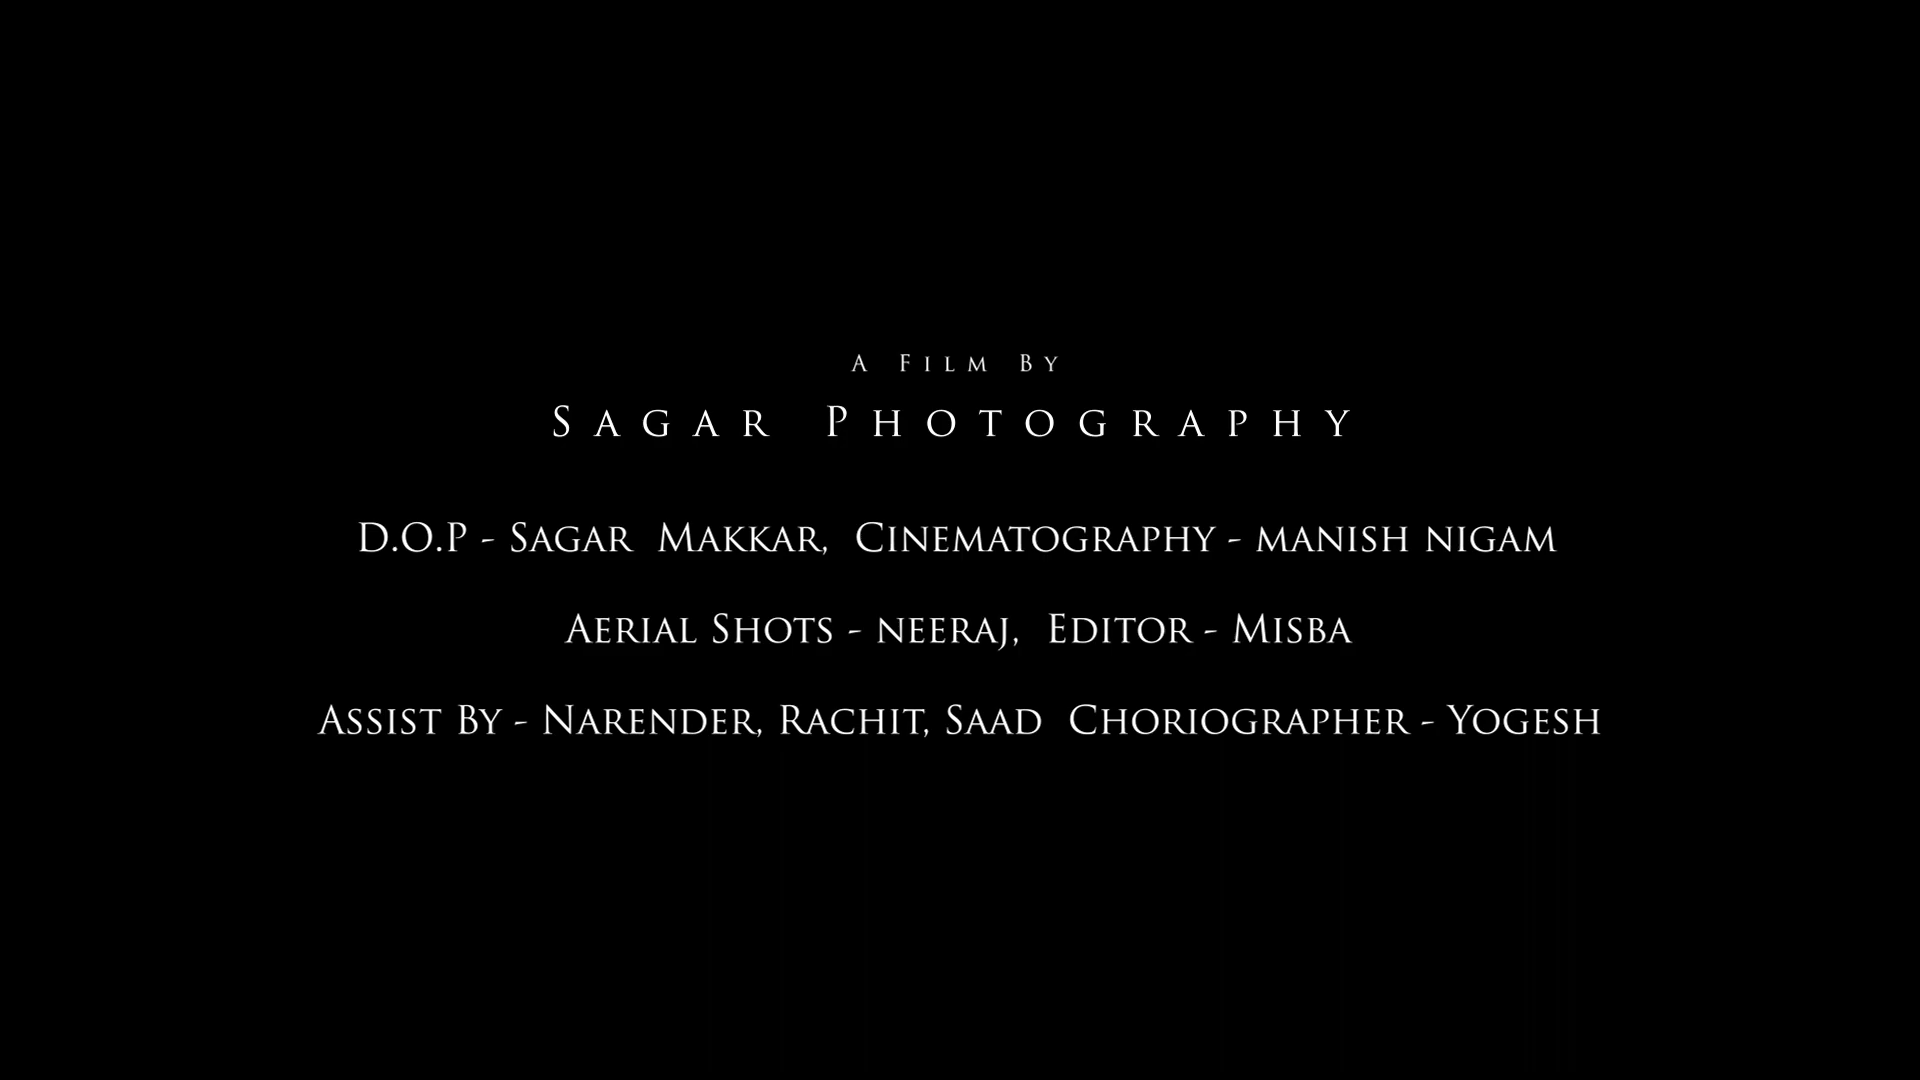 A Film By
Sagar Photography
D.O.P - Sagar Makkar, Cinematography - manish nigam
Aerial Shots - neeraj, Editor - Misba
Assist By - Narender, Rachit, Saad Choriographer - Yogesh